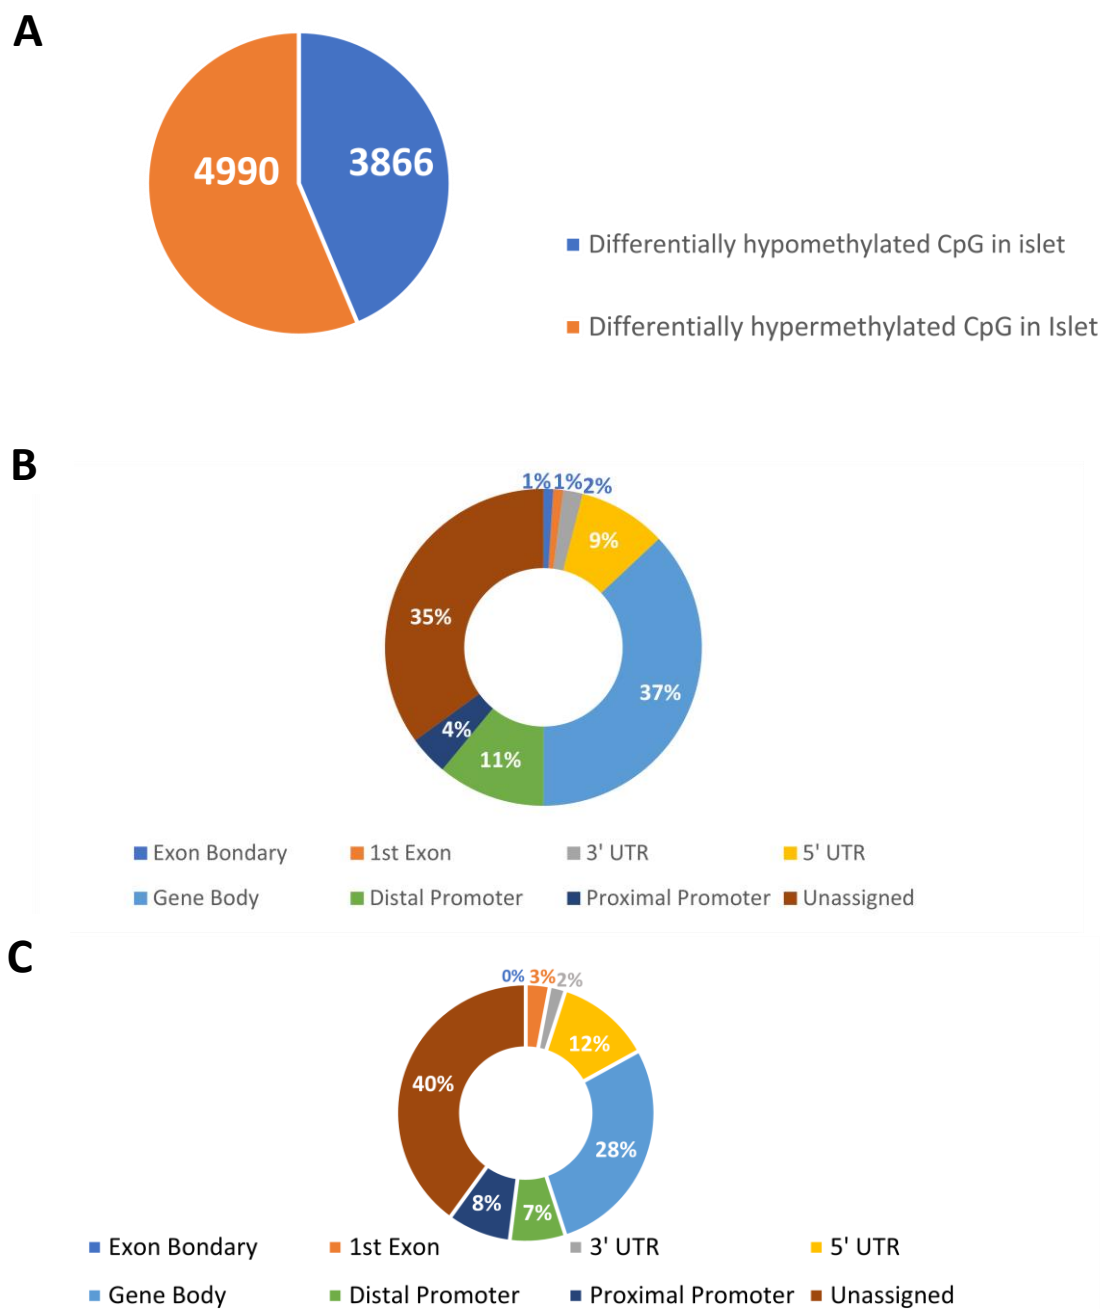 A
4990
3866
Differentially hypomethylated CpG in islet
Differentially hypermethylated CpG in Islet
B
1% 1% 2%
9%
35%
37%
4%
11%
Exon Bondary 1st Exon 3' UTR 5' UTR
Gene Body Distal Promoter Proximal Promoter Unassigned
C
0% 3% 2%
12%
40%
28%
8%
7%
Exon Bondary 1st Exon 3' UTR 5' UTR
Gene Body Distal Promoter Proximal Promoter Unassigned